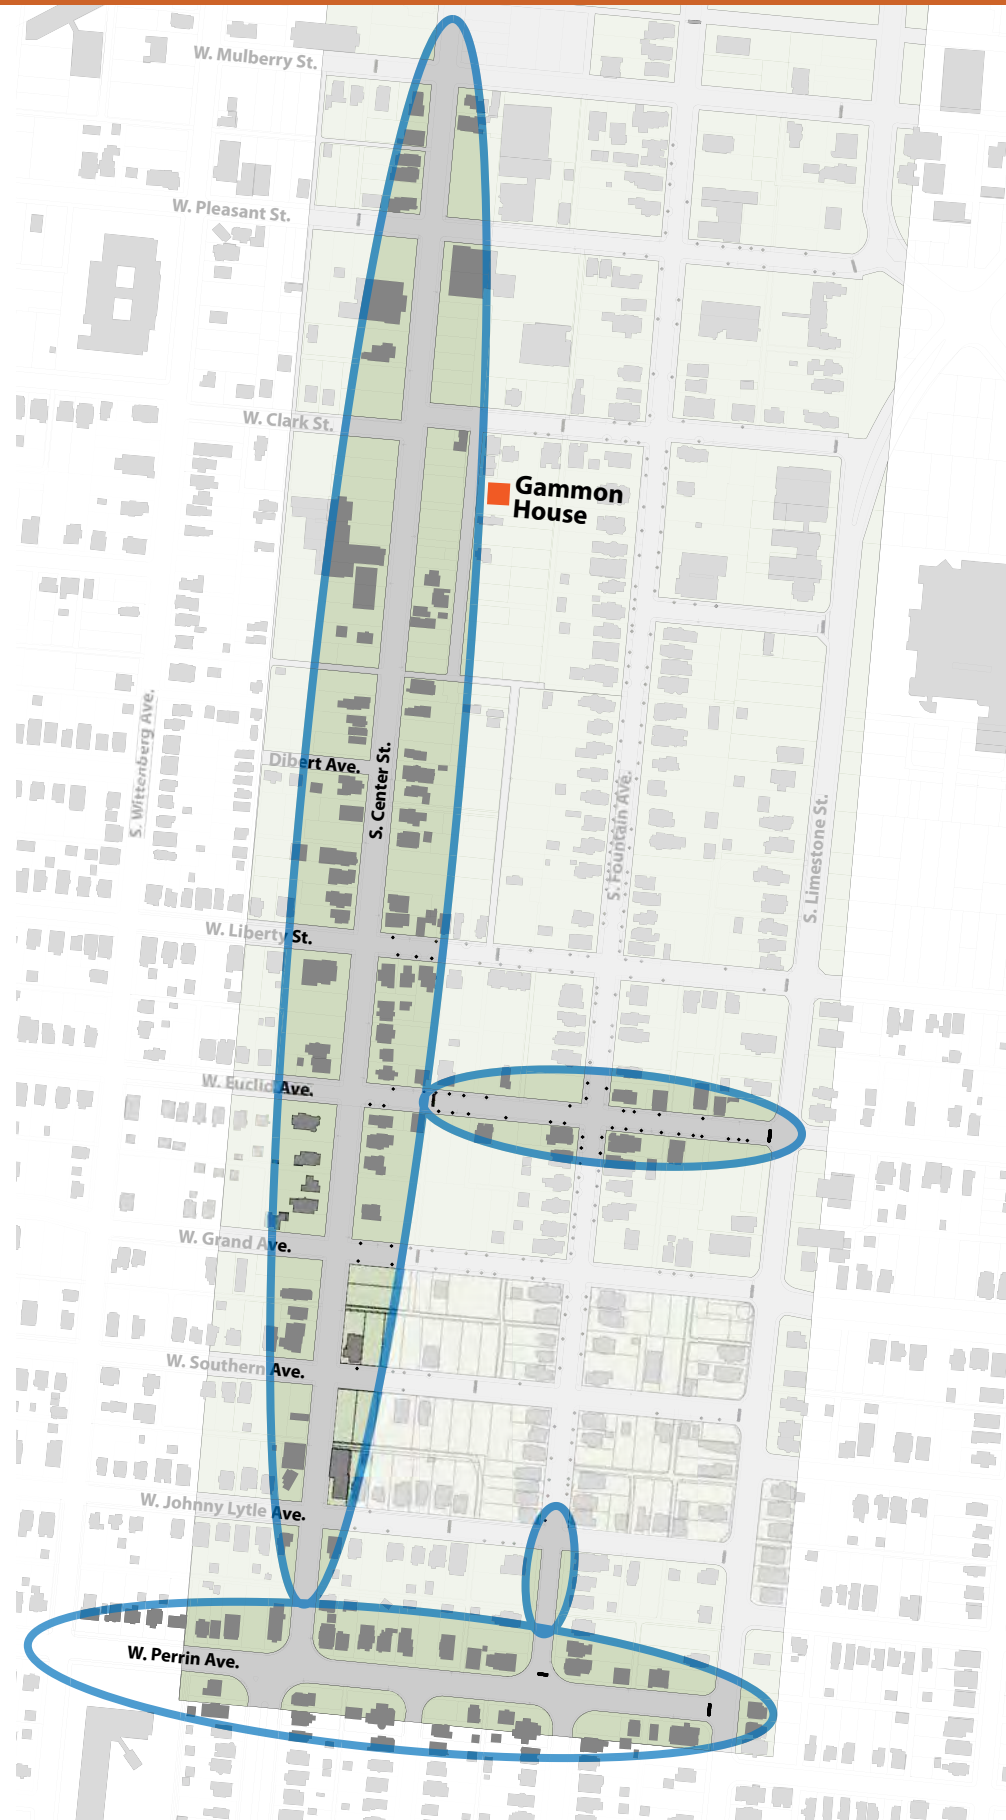 W. Mulberry St.
W. Pleasant St.
W. Clark St.
Gammon
House
S. Wittenberg Ave.
Dibert Ave.
S. Center St.
S. Fountain Ave.
S. Limestone St.
W. Liberty St.
W. Euclid Ave.
W. Grand Ave.
W. Southern Ave.
W. Johnny Lytle Ave.
W. Perrin Ave.